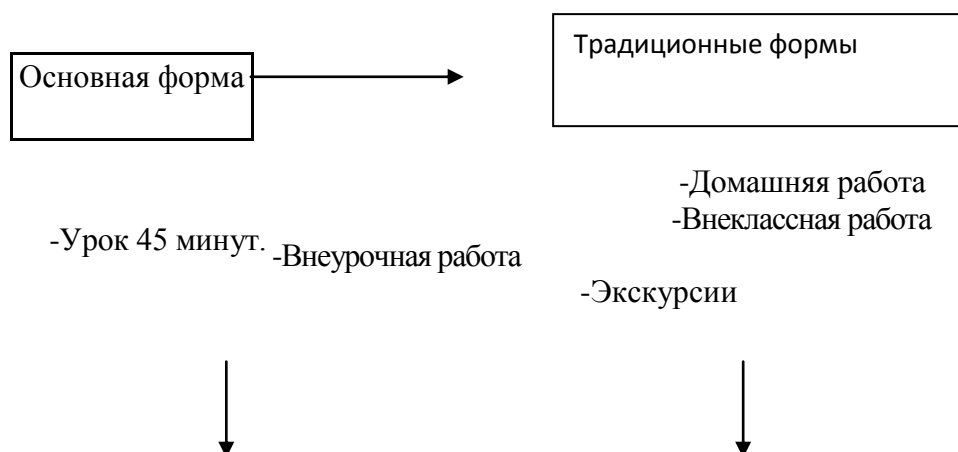 Основная форма
Традиционные формы
-Домашняя работа
-Внеклассная работа
-Урок 45 минут.
-Внеурочная работа
-Экскурсии